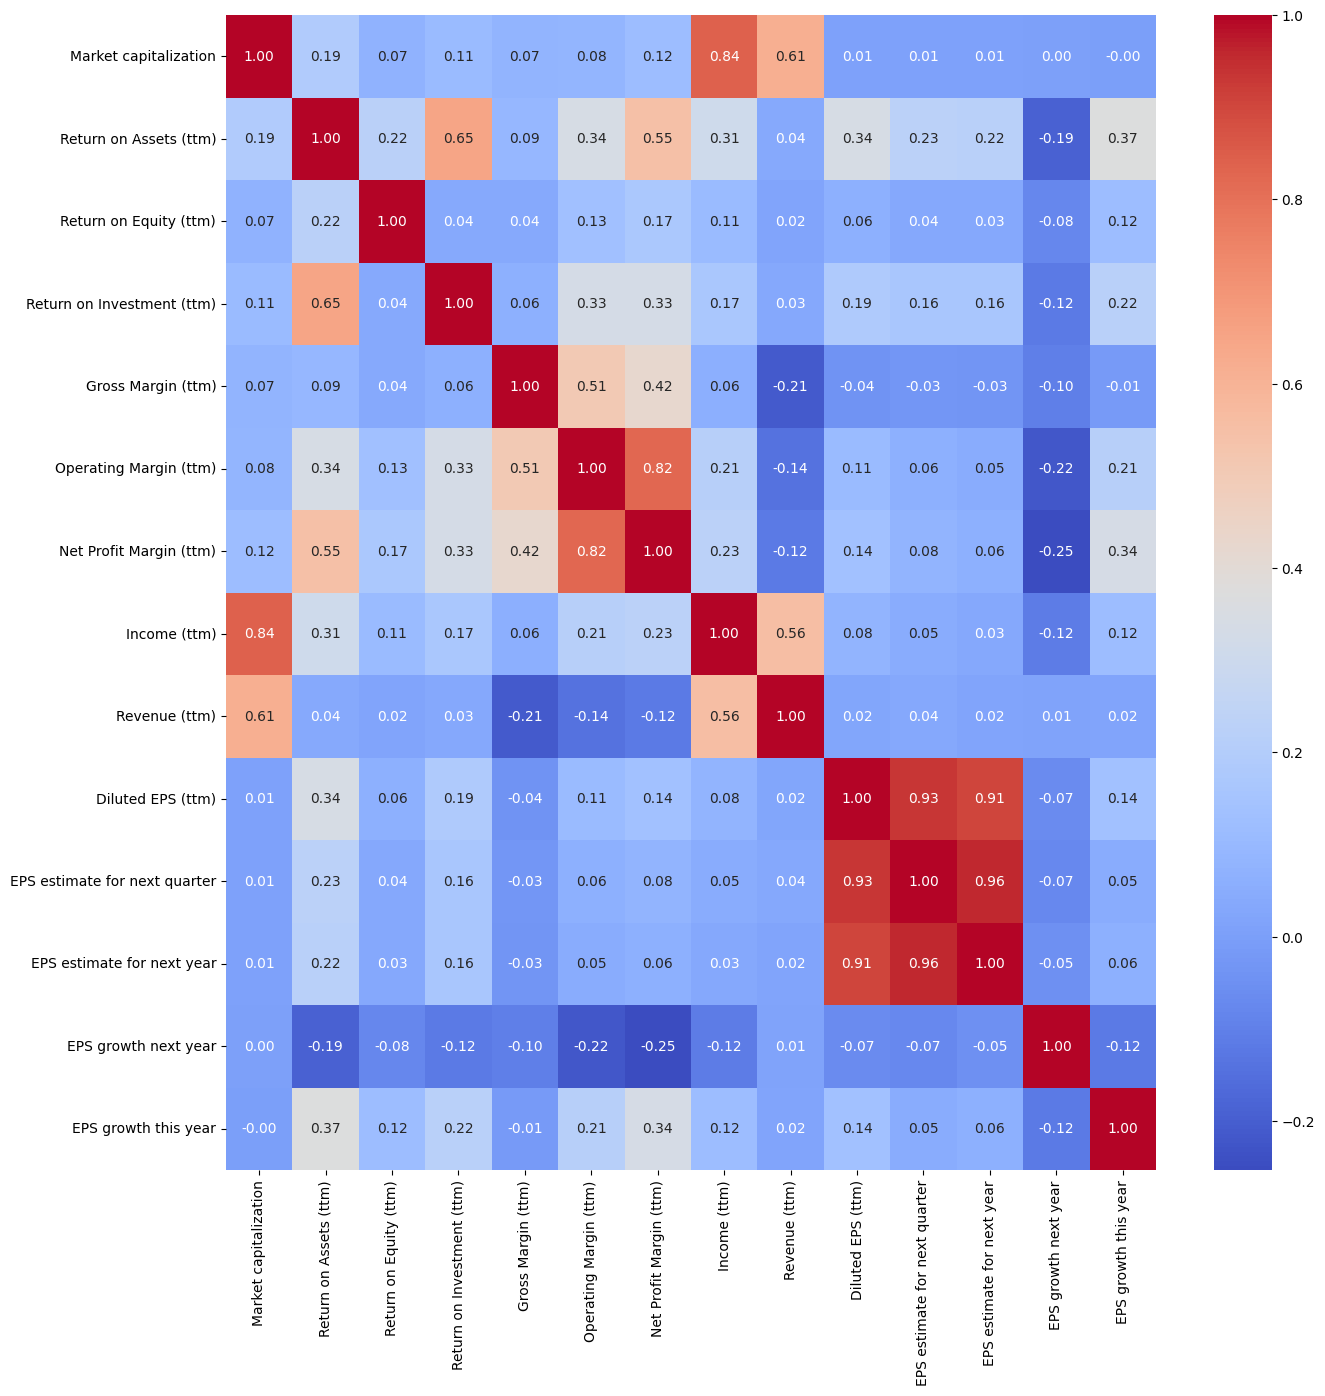 Market capitalization 1.00 0.19 0.07 0.11 0.07 0.08 0.12 0.84 0.61 0.01 0.01 0.01 0.00 -0.00
Return on Assets (ttm) 0.19 1.00 0.22 0.65 0.09 0.34 0.55 0.31 0.04 0.34 0.23 0.22 -0.19 0.37
Return on Equity (ttm) 0.07 0.22 1.00 0.04 0.04 0.13 0.17 0.11 0.02 0.06 0.04 0.03 -0.08 0.12
Return on Investment (ttm) 0.11 0.65 0.04 1.00 0.06 0.33 0.33 0.17 0.03 0.19 0.16 0.16 -0.12 0.22
Gross Margin (ttm) 0.07 0.09 0.04 0.06 1.00 0.51 0.42 0.06 -0.21 -0.04 -0.03 -0.03 -0.10 -0.01
Operating Margin (ttm) 0.08 0.34 0.13 0.33 0.51 1.00 0.82 0.21 -0.14 0.11 0.06 0.05 -0.22 0.21
Net Profit Margin (ttm) 0.12 0.55 0.17 0.33 0.42 0.82 1.00 0.23 -0.12 0.14 0.08 0.06 -0.25 0.34
Income (ttm) 0.84 0.31 0.11 0.17 0.06 0.21 0.23 1.00 0.56 0.08 0.05 0.03 -0.12 0.12
Revenue (ttm) 0.61 0.04 0.02 0.03 -0.21 -0.14 -0.12 0.56 1.00 0.02 0.04 0.02 0.01 0.02
Diluted EPS (ttm) 0.01 0.34 0.06 0.19 -0.04 0.11 0.14 0.08 0.02 1.00 0.93 0.91 -0.07 0.14
EPS estimate for next quarter 0.01 0.23 0.04 0.16 -0.03 0.06 0.08 0.05 0.04 0.93 1.00 0.96 -0.07 0.05
EPS estimate for next year 0.01 0.22 0.03 0.16 -0.03 0.05 0.06 0.03 0.02 0.91 0.96 1.00 -0.05 0.06
EPS growth next year 0.00 -0.19 -0.08 -0.12 -0.10 -0.22 -0.25 -0.12 0.01 -0.07 -0.07 -0.05 1.00 -0.12
EPS growth this year -0.00 0.37 0.12 0.22 -0.01 0.21 0.34 0.12 0.02 0.14 0.05 0.06 -0.12 1.00
Market capitalization
Return on Assets (ttm)
Return on Equity (ttm)
Return on Investment (ttm)
Gross Margin (ttm)
Operating Margin (ttm)
Net Profit Margin (ttm)
Income (ttm)
Revenue (ttm)
Diluted EPS (ttm)
EPS estimate for next quarter
EPS estimate for next year
EPS growth next year
EPS growth this year
1.0
0.8
0.6
0.4
0.2
0.0
−0.2